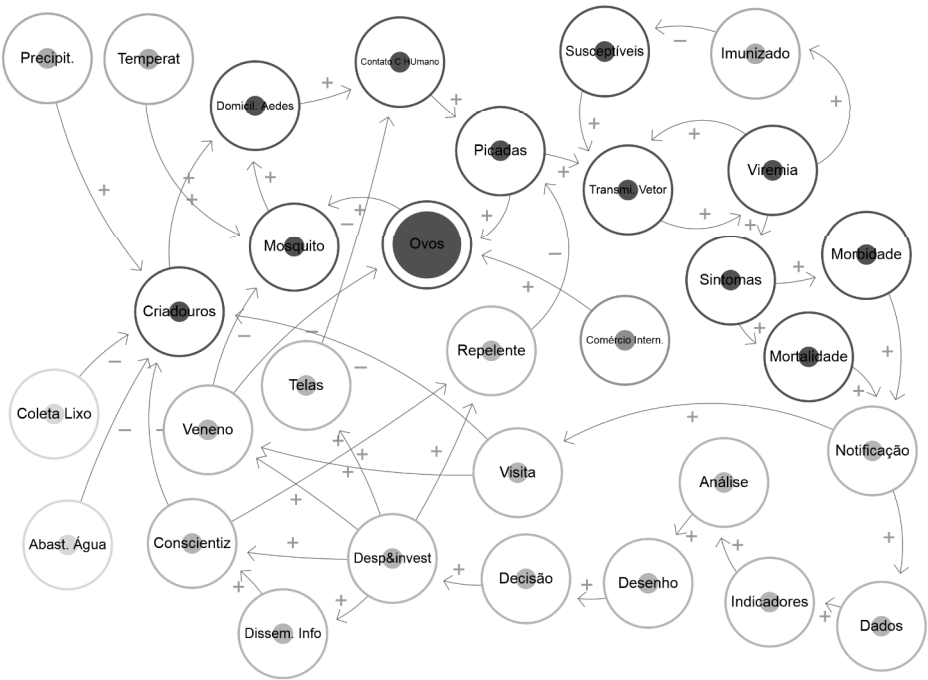 Precipit.
Temperat
Contato C HUmano
Susceptíveis
Imunizado
Domicil. Aedes
Picadas
Transmi. Vetor
Viremia
Mosquito
Ovos
Sintomas
Morbidade
Criadouros
Repelente
Comércio Intern.
Mortalidade
Coleta Lixo
Veneno
Telas
Visita
Notificação
Análise
Abast. Água
Conscientiz
Desp&invest
Decisão
Desenho
Indicadores
Dados
Dissem. Info